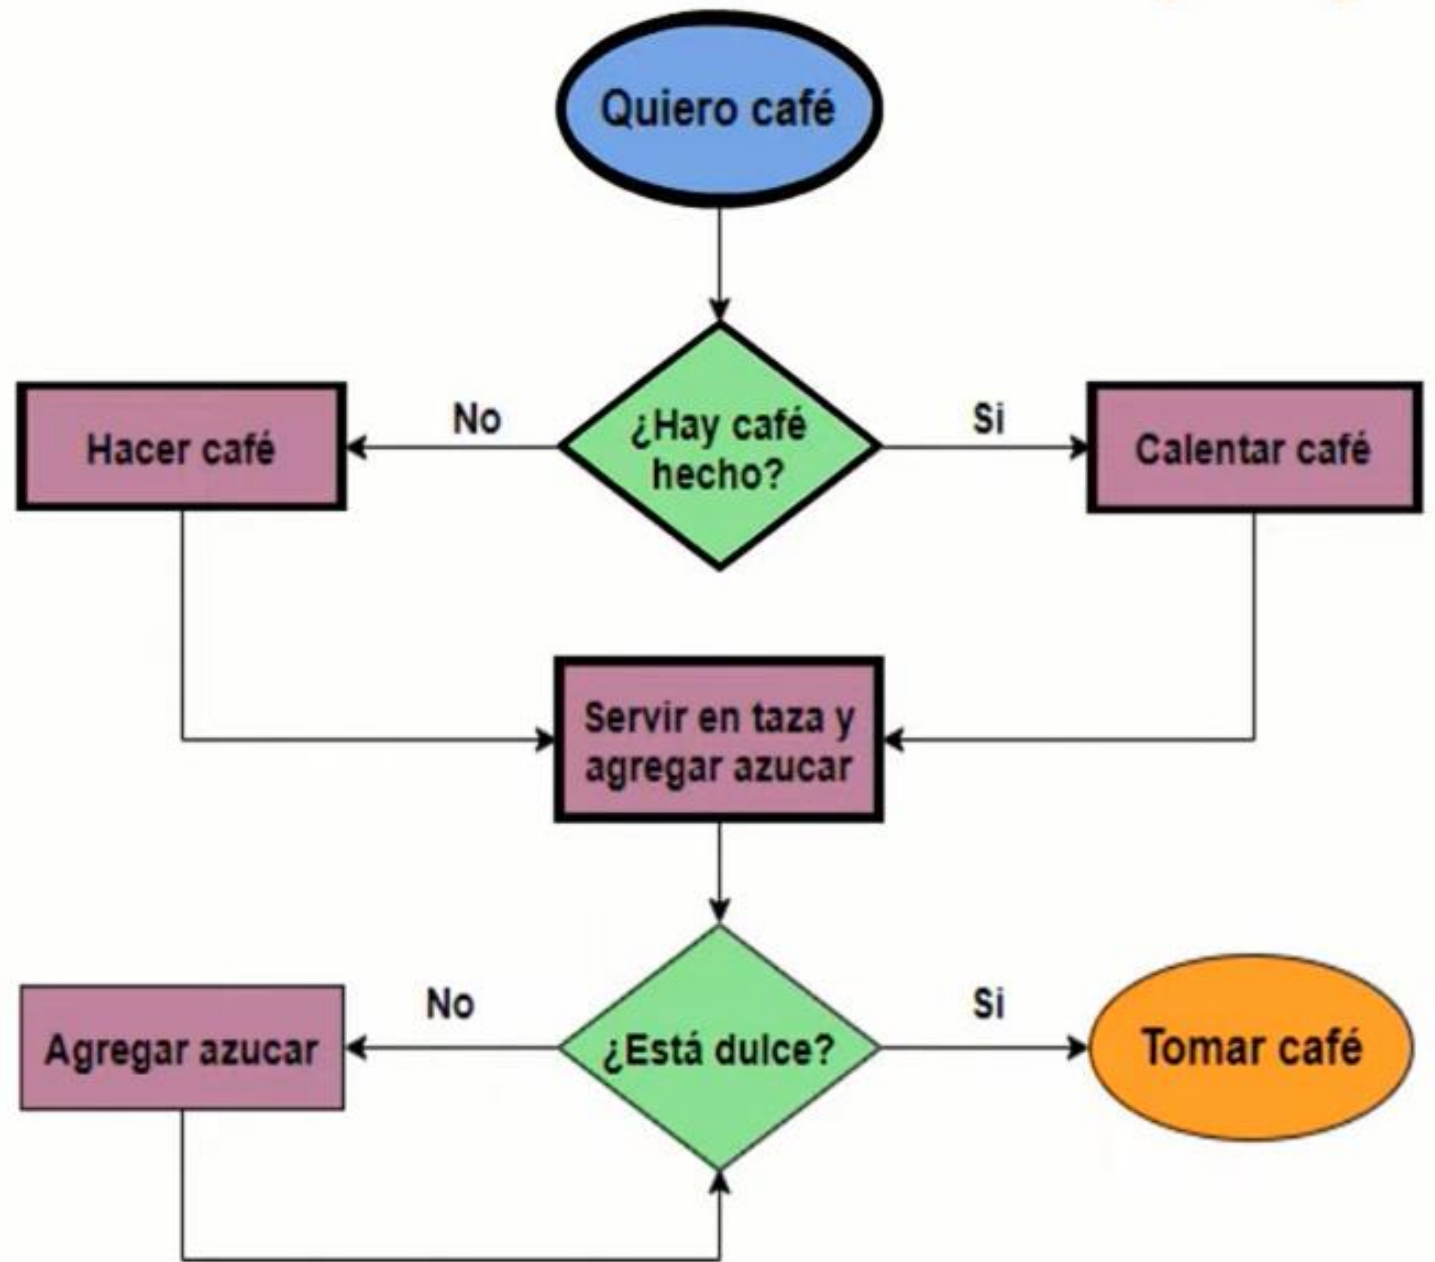 Quiero café
No
¿Hay café
hecho?
Si
Hacer café
Calentar café
Servir en taza y
agregar azucar
No
Si
Agregar azucar
¿Está dulce?
Tomar café